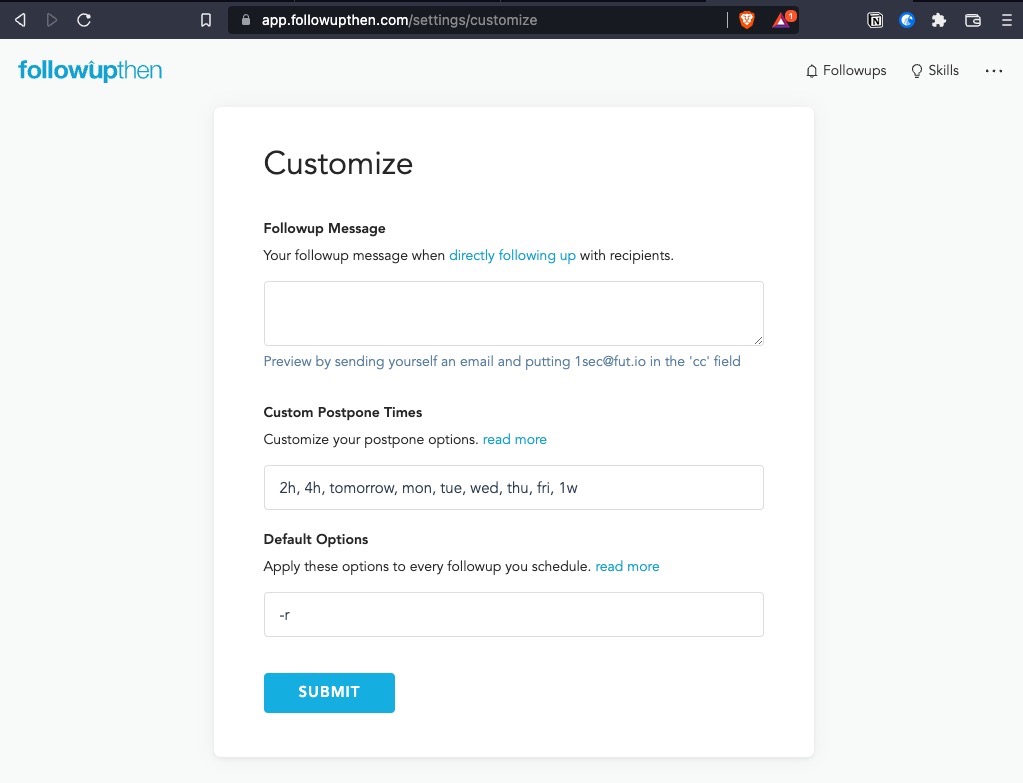 app.followupthen.com/settings/customize
1
followûpthen
Followups
Skills
Customize
Followup Message
Your followup message when directly following up with recipients.
Preview by sending yourself an email and putting 1sec@fut.io in the 'cc' field
Custom Postpone Times
Customize your postpone options. read more
2h, 4h, tomorrow, mon, tue, wed, thu, fri, 1w
Default Options
Apply these options to every followup you schedule. read more
-r
SUBMIT